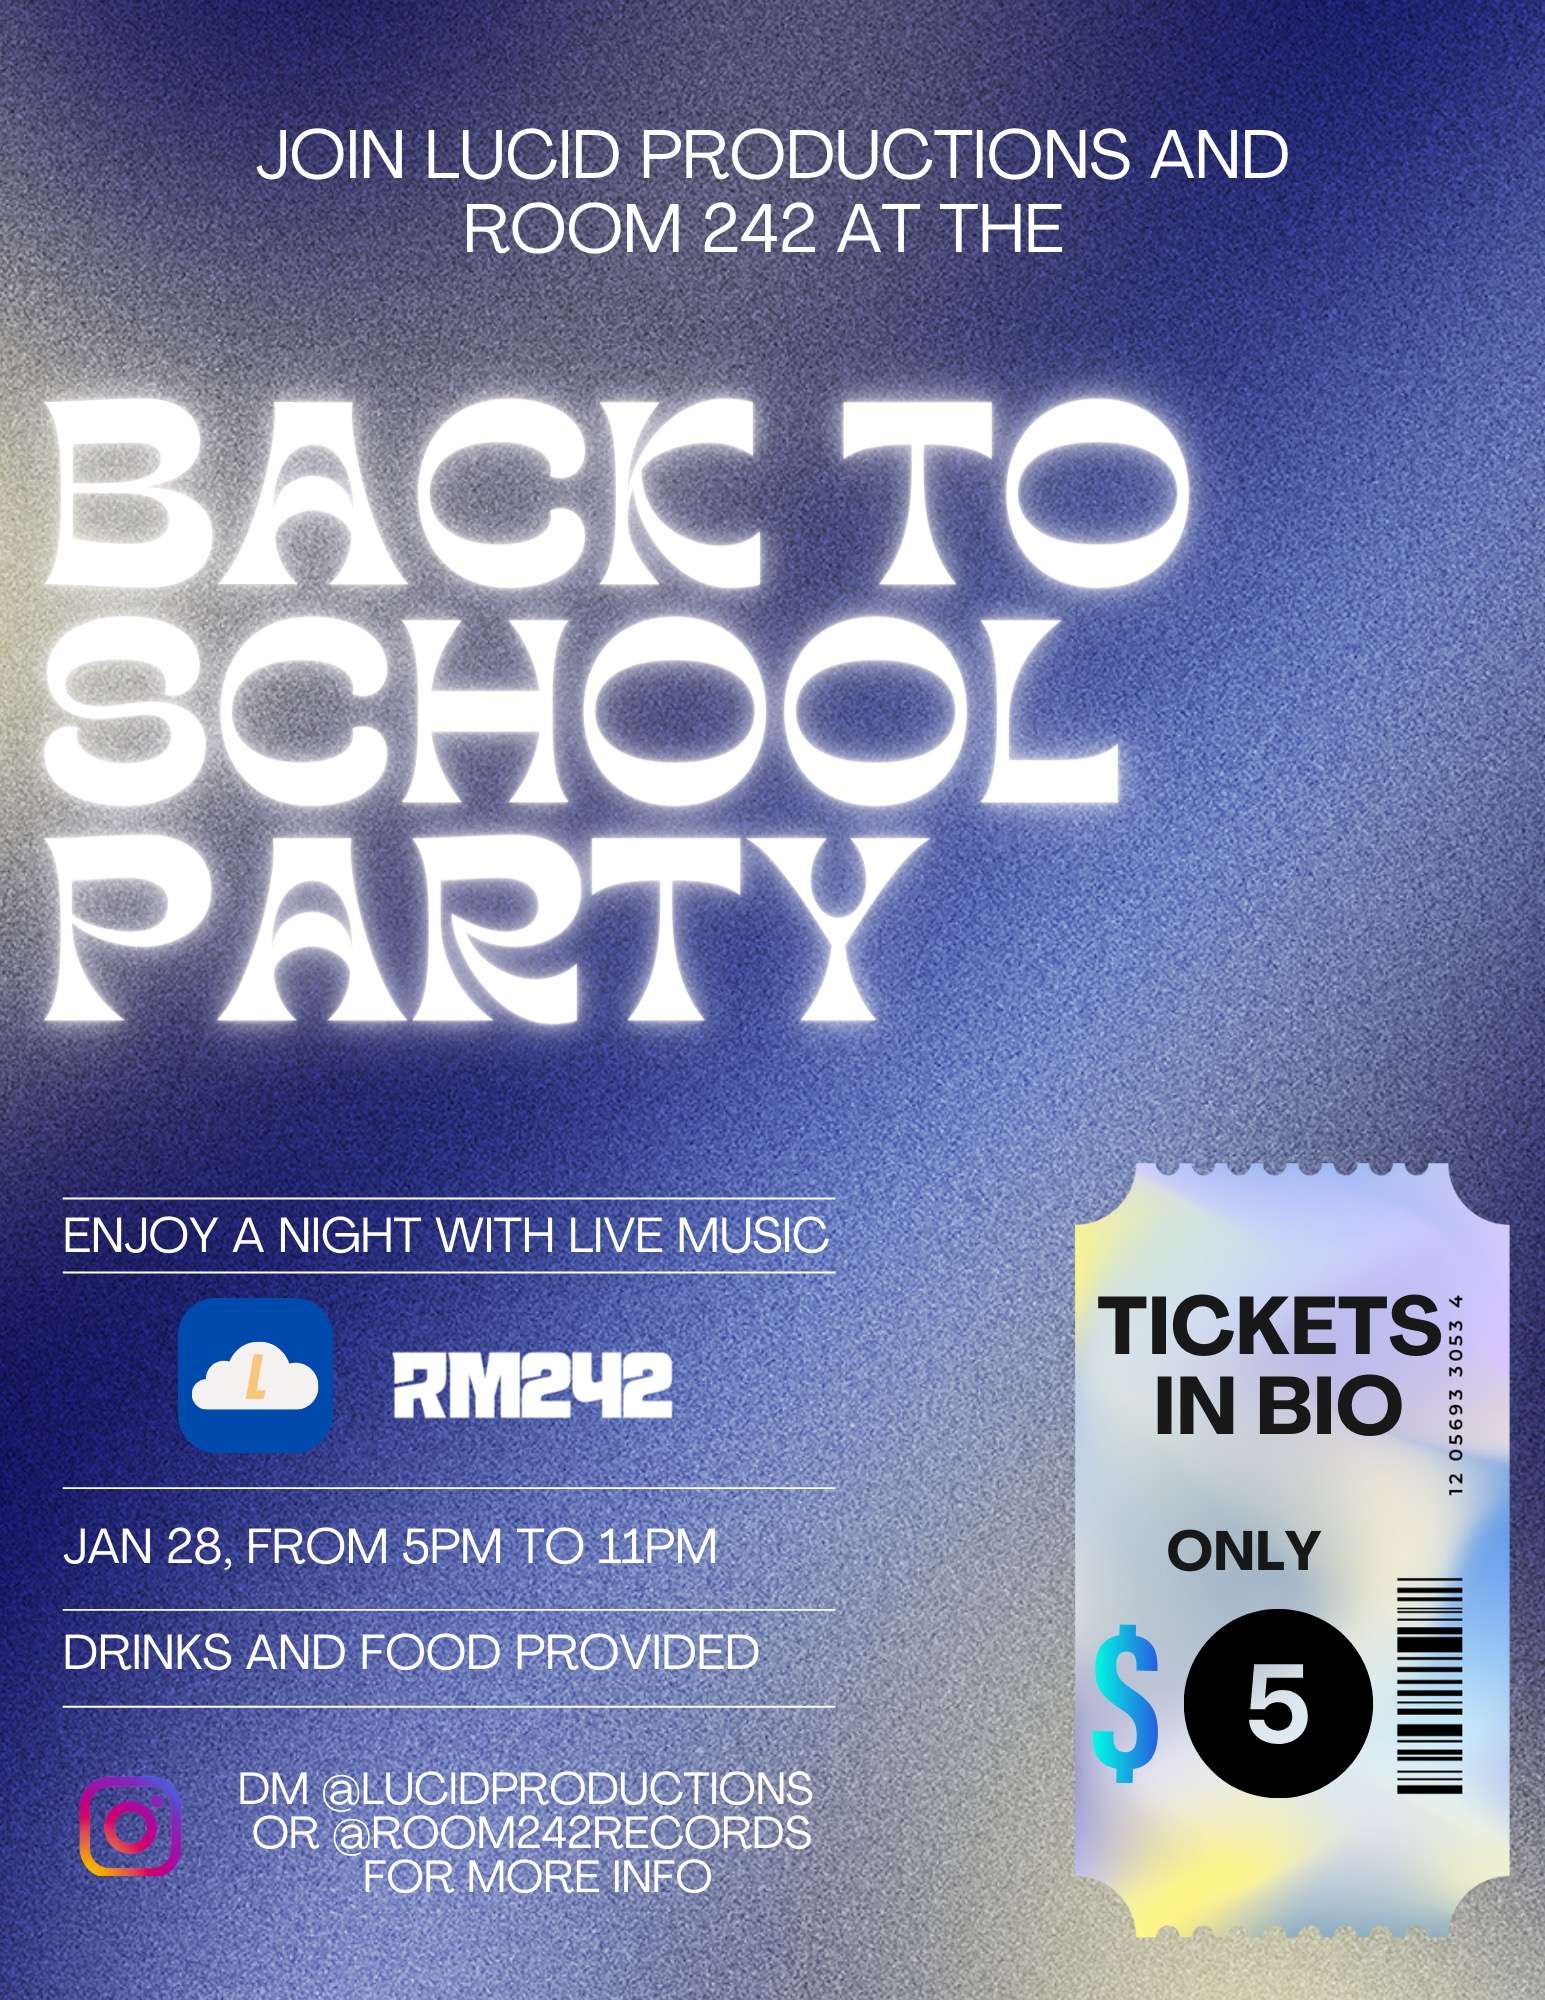 JOIN LUCID PRODUCTIONS AND
ROOM 242 AT THE
BACK TO
SCHOOL
PARTY
ENJOY A NIGHT WITH LIVE MUSIC
L
RM242
JAN 28, FROM 5PM TO 11PM
DRINKS AND FOOD PROVIDED
DM @LUCIDPRODUCTIONS
OR @ROOM242RECORDS
FOR MORE INFO
TICKETS
IN BIO
12 05693 3053 4
ONLY
$ 5